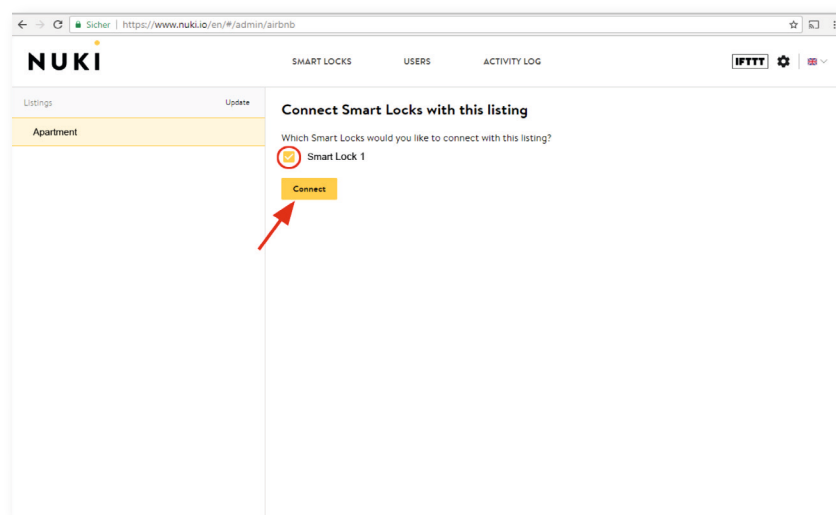 Sicher | https://www.nuki.io/en/#/admin/airbnb
NUKI
SMART LOCKS
USERS
ACTIVITY LOG
IFTTT
Listings
Update
Apartment
Connect Smart Locks with this listing
Which Smart Locks would you like to connect with this listing?
Smart Lock 1
Connect